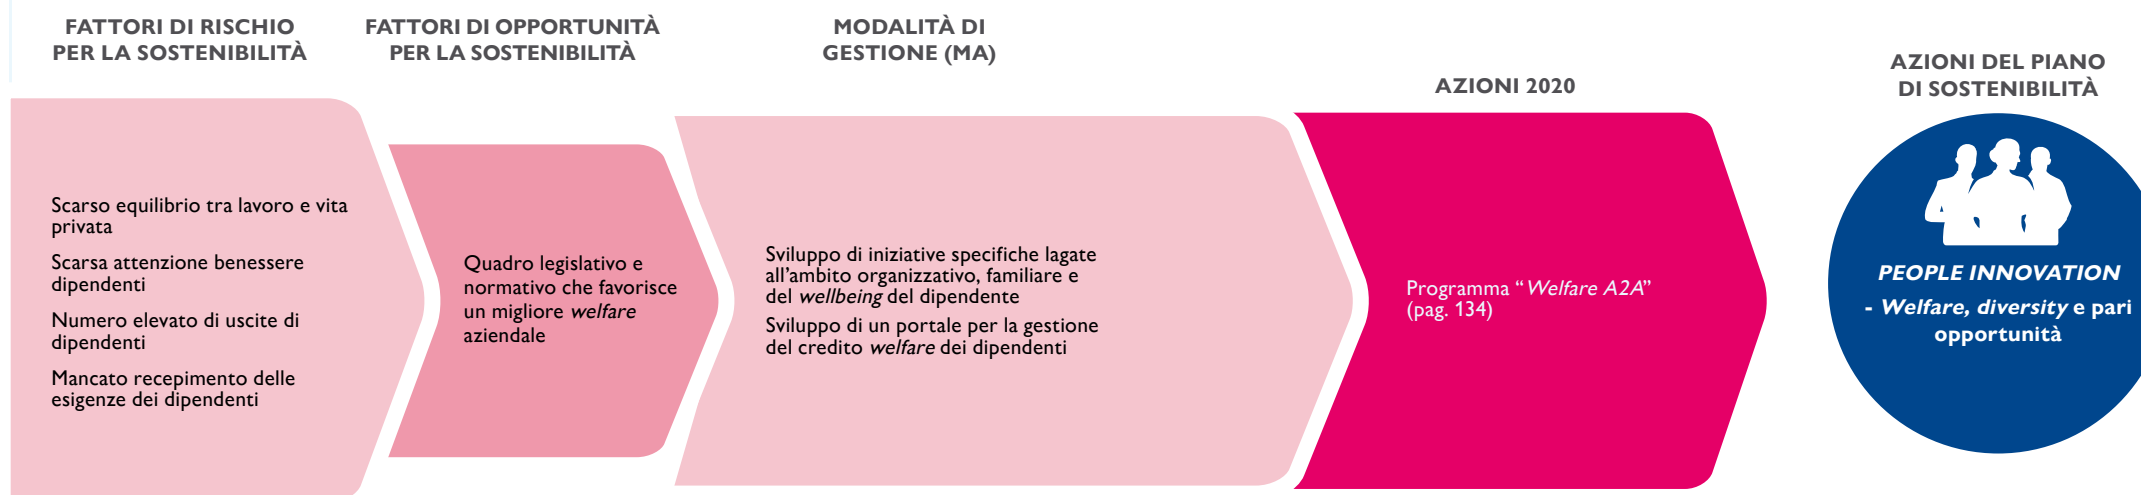 FATTORI DI RISCHIO
PER LA SOSTENIBILITÀ
FATTORI DI OPPORTUNITÀ
PER LA SOSTENIBILITÀ
MODALITÀ DI
GESTIONE (MA)
AZIONI 2020
AZIONI DEL PIANO
DI SOSTENIBILITÀ
Scarso equilibrio tra lavoro e vita
privata
Scarsa attenzione benessere
dipendenti
Numero elevato di uscite di
dipendenti
Mancato recepimento delle
esigenze dei dipendenti
Quadro legislativo e
normativo che favorisce
un migliore welfare
aziendale
Sviluppo di iniziative specifiche lagate
all’ambito organizzativo, familiare e
del wellbeing del dipendente
Sviluppo di un portale per la gestione
del credito welfare dei dipendenti
Programma “Welfare A2A”
(pag. 134)
PEOPLE INNOVATION
- Welfare, diversity e pari
opportunità